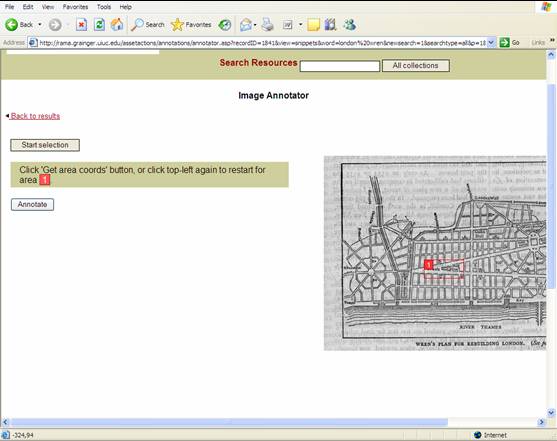 File Edit View Favorites Tools Help
Back Search Favorites
Address http://rama.grainger.uiuc.edu/assetactions/annotations/annotator.asp?recordID=1841&view=snippets&word=london%20wren&newsearch=1&searchtype=all&p=18 Go Links »
Search Resources All collections
Image Annotator
Back to results
Start selection
Click 'Get area coords' button, or click top-left again to restart for
area 1
Annotate
1
RIVER THAMES
WREN'S PLAN FOR REBUILDING LONDON.
-324,94 Internet